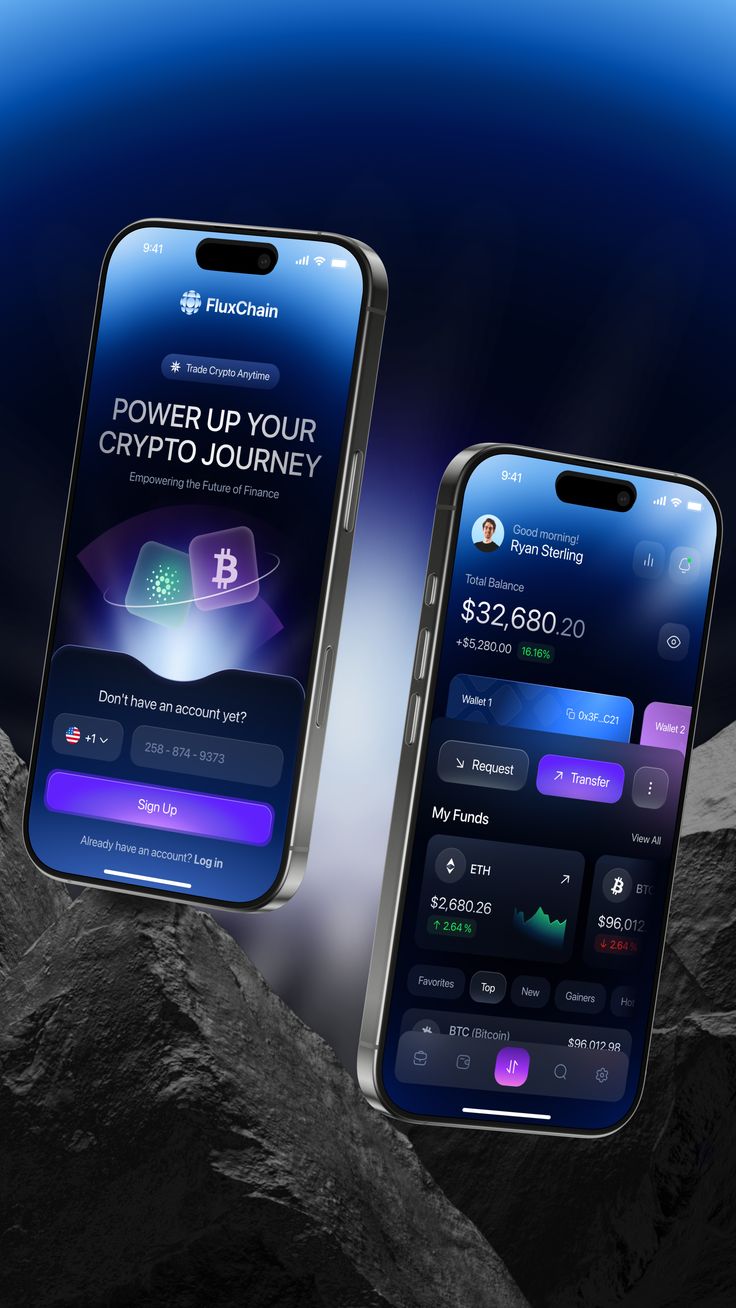 9:41
FluxChain
Trade Crypto Anytime
POWER UP YOUR
CRYPTO JOURNEY
Empowering the Future of Finance
Don't have an account yet?
+1
258 - 874 - 9373
Sign Up
Already have an account? Log in
9:41
Good morning!
Ryan Sterling
Total Balance
$32,680.20
+$5,280.00 16.16%
Wallet 1 0x3F...C21
Wallet 2
Request Transfer
My Funds
View All
ETH
BTC
$2,680.26
$96,012
↑ 2.64 %
↓ 2.64 %
Favorites Top New Gainers Hot
BTC (Bitcoin) $96,012.98